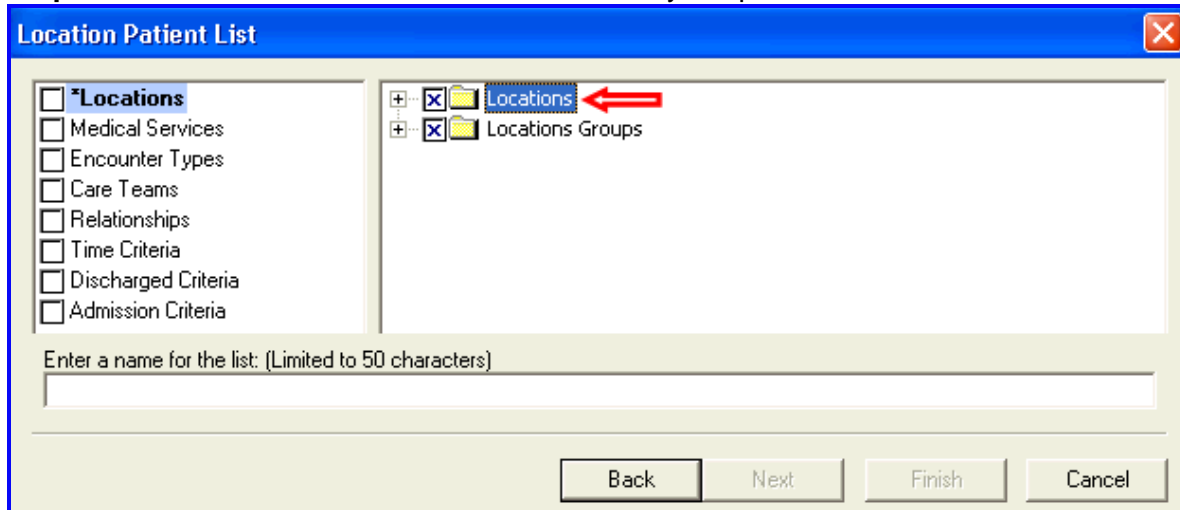 Location Patient List
*Locations
Medical Services
Encounter Types
Care Teams
Relationships
Time Criteria
Discharged Criteria
Admission Criteria
Locations
Locations Groups
Enter a name for the list: (Limited to 50 characters)
Back Next Finish Cancel